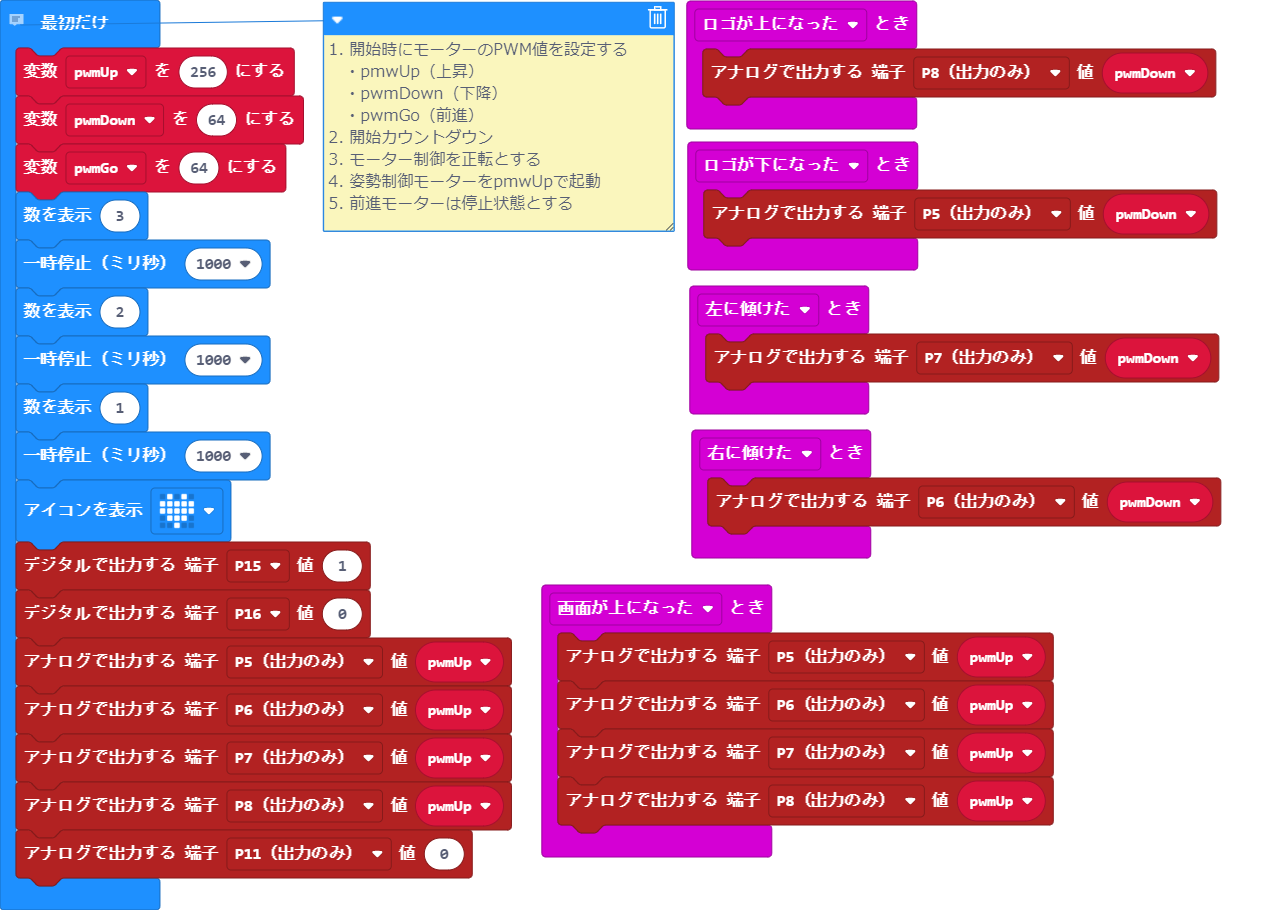 最初だけ
変数 pwmUp を 256 にする
変数 pwmDown を 64 にする
変数 pwmGo を 64 にする
数を表示 3
一時停止（ミリ秒） 1000
数を表示 2
一時停止（ミリ秒） 1000
数を表示 1
一時停止（ミリ秒） 1000
アイコンを表示
デジタルで出力する 端子 P15 値 1
デジタルで出力する 端子 P16 値 0
アナログで出力する 端子 P5（出力のみ） 値 pwmUp
アナログで出力する 端子 P6（出力のみ） 値 pwmUp
アナログで出力する 端子 P7（出力のみ） 値 pwmUp
アナログで出力する 端子 P8（出力のみ） 値 pwmUp
アナログで出力する 端子 P11（出力のみ） 値 0
1. 開始時にモーターのPWM値を設定する
・pmwUp（上昇）
・pwmDown（下降）
・pwmGo（前進）
2. 開始カウントダウン
3. モーター制御を正転とする
4. 姿勢制御モーターをpmwUpで起動
5. 前進モーターは停止状態とする
ロゴが上になった とき
アナログで出力する 端子 P8（出力のみ） 値 pwmDown
ロゴが下になった とき
アナログで出力する 端子 P5（出力のみ） 値 pwmDown
左に傾けた とき
アナログで出力する 端子 P7（出力のみ） 値 pwmDown
右に傾けた とき
アナログで出力する 端子 P6（出力のみ） 値 pwmDown
画面が上になった とき
アナログで出力する 端子 P5（出力のみ） 値 pwmUp
アナログで出力する 端子 P6（出力のみ） 値 pwmUp
アナログで出力する 端子 P7（出力のみ） 値 pwmUp
アナログで出力する 端子 P8（出力のみ） 値 pwmUp